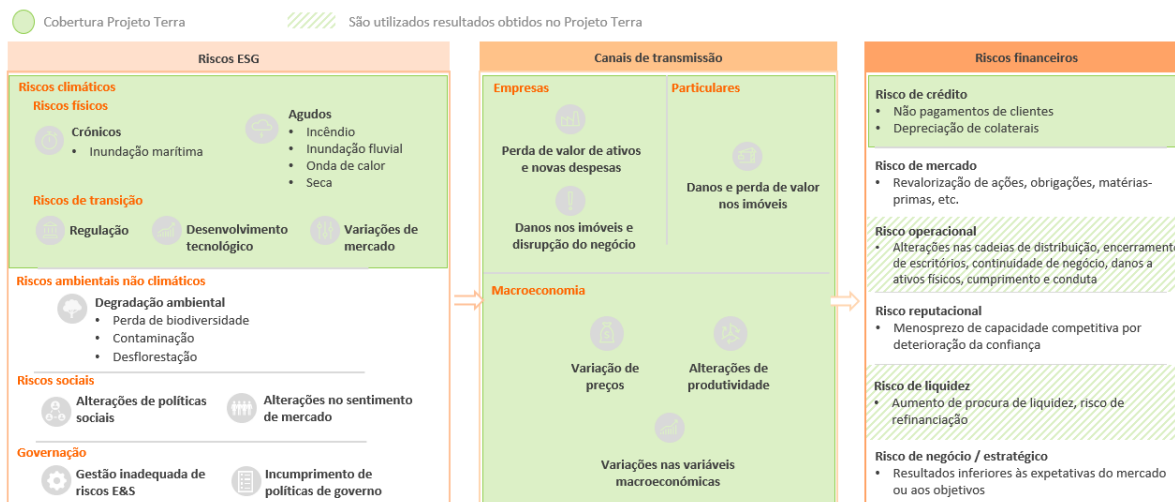 Cobertura Projeto Terra
São utilizados resultados obtidos no Projeto Terra
Riscos ESG
Riscos climáticos
Riscos físicos
Crónicos
• Inundação marítima
Agudos
• Incêndio
• Inundação fluvial
• Onda de calor
• Seca
Riscos de transição
Regulação
Desenvolvimento
tecnológico
Variações de
mercado
Riscos ambientais não climáticos
Degradação ambiental
• Perda de biodiversidade
• Contaminação
• Desflorestação
Riscos sociais
Alterações de políticas
sociais
Alterações no sentimento
de mercado
Governação
Gestão inadequada de
riscos E&S
Incumprimento de
políticas de governo
Canais de transmissão
Empresas
Perda de valor de ativos
e novas despesas
Danos nos imóveis e
disrupção do negócio
Particulares
Danos e perda de valor
nos imóveis
Macroeconomia
Variação de
preços
Alterações de
produtividade
Variações nas variáveis
macroeconómicas
Riscos financeiros
Risco de crédito
• Não pagamentos de clientes
• Depreciação de colaterais
Risco de mercado
• Revalorização de ações, obrigações, matérias-
primas, etc.
Risco operacional
• Alterações nas cadeias de distribuição, encerramento
de escritórios, continuidade de negócio, danos a
ativos físicos, cumprimento e conduta
Risco reputacional
• Menosprezo de capacidade competitiva por
deterioração da confiança
Risco de liquidez
• Aumento de procura de liquidez, risco de
refinanciação
Risco de negócio / estratégico
• Resultados inferiores às expetativas do mercado
ou aos objetivos